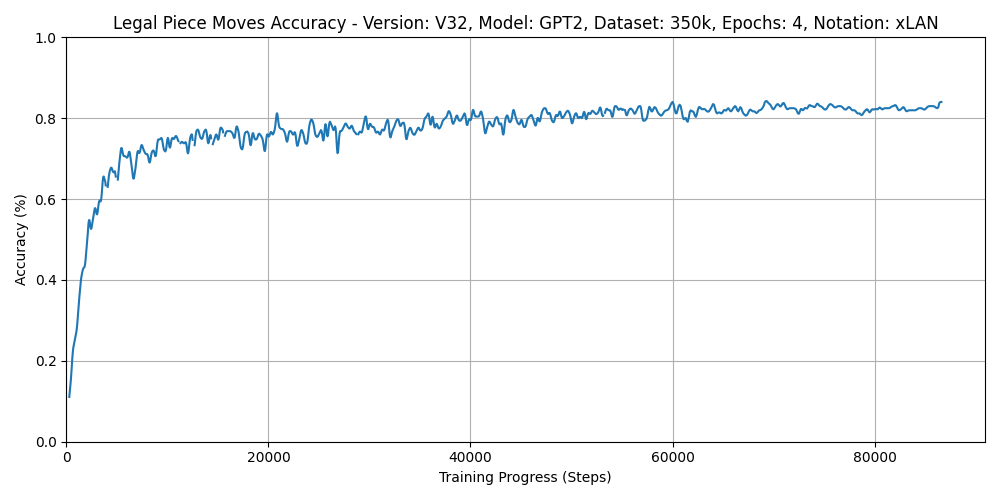 Legal Piece Moves Accuracy - Version: V32, Model: GPT2, Dataset: 350k, Epochs: 4, Notation: xLAN
Accuracy (%)
1.0
0.8
0.6
0.4
0.2
0.0
0 20000 40000 60000 80000
Training Progress (Steps)